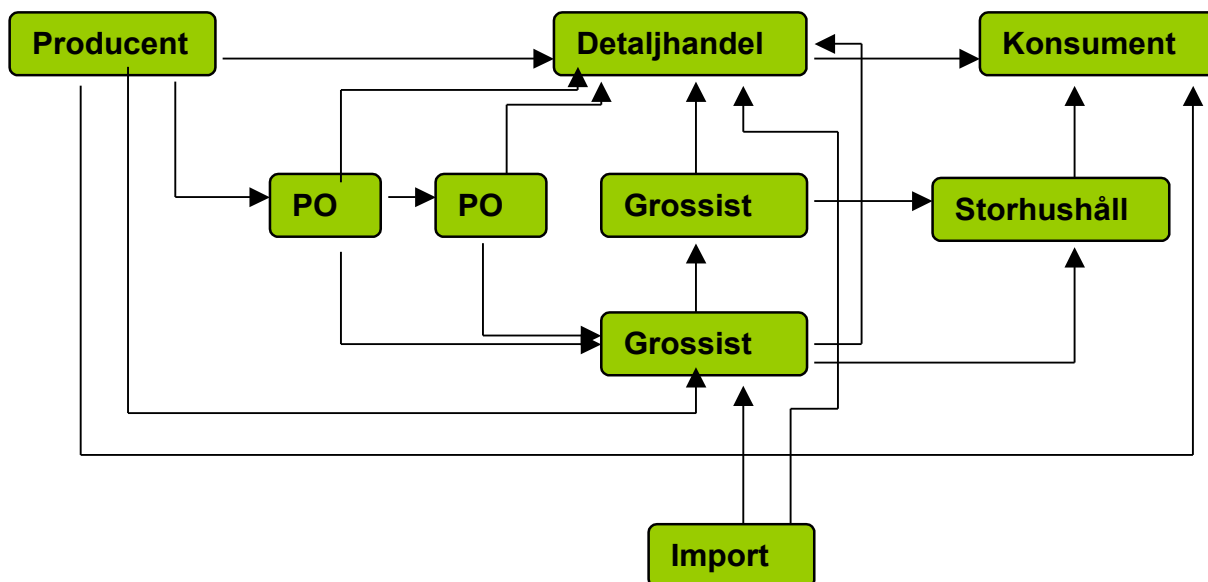 Producent
Detaljhandel
Konsument
PO
PO
Grossist
Storhushåll
Grossist
Import